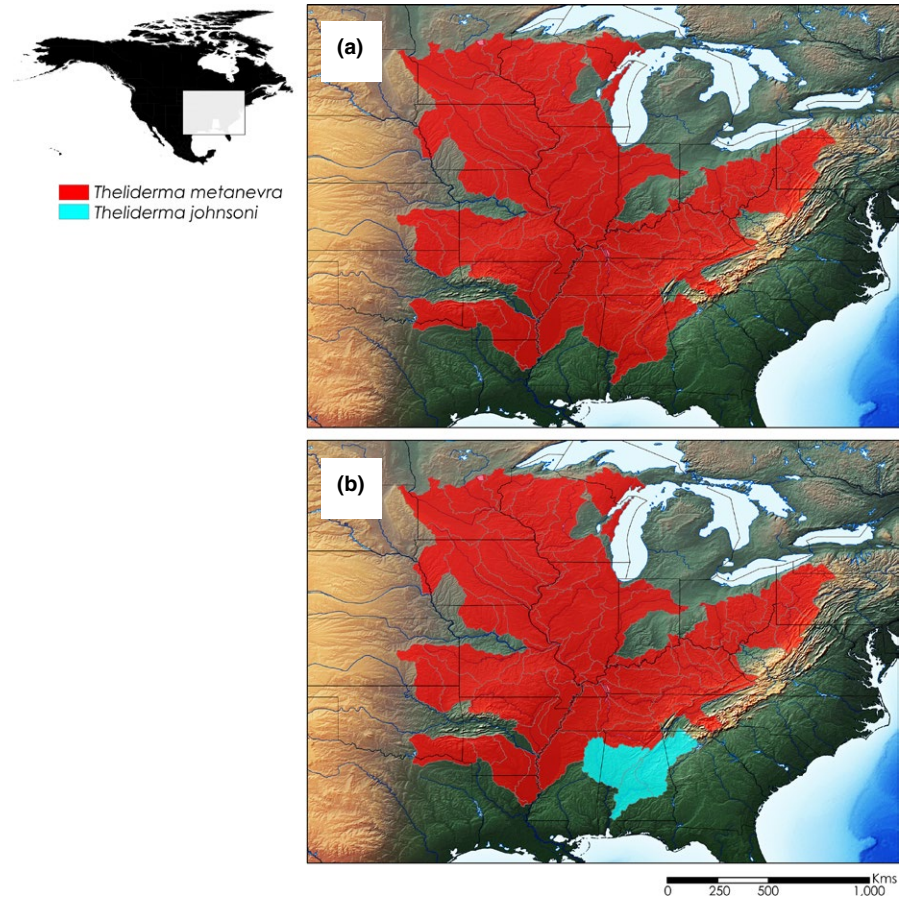 (a)
Theliderma metanevra
Theliderma johnsoni
(b)
Kms
0 250 500 1.000